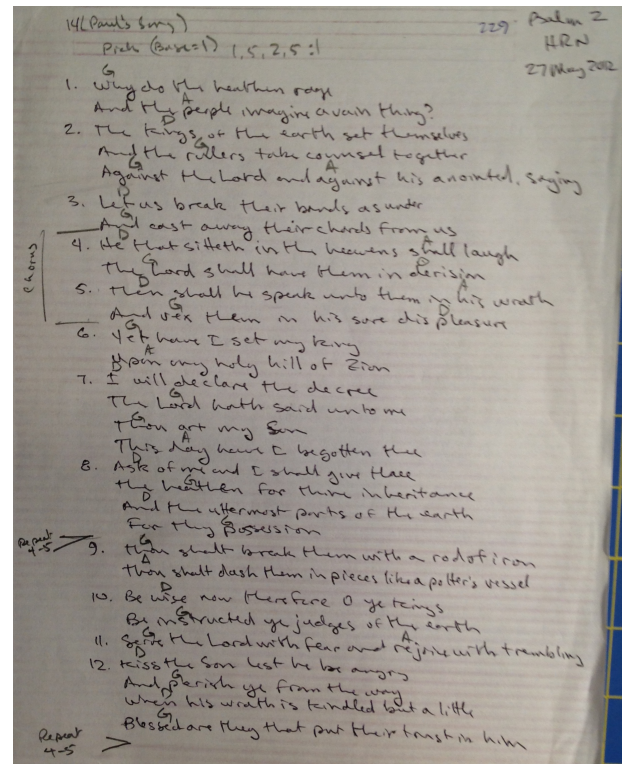 14 (Paul's Song)
229. Psalm 2
HRN
27 May 2012
Pick (Base=1) 1,5,2,5:1
G
1. Why do the heathen rage
A
And the people imagine a vain thing?
D
2. The kings of the earth set themselves
G
And the rulers take counsel together
G A
Against the Lord and against his anointed, saying
D
3. Let us break their bands asunder
G
And cast away their chords from us
Chorus
D A
4. He that sitteth in the heavens shall laugh
G D
The Lord shall have them in derision
D A
5. Then shall he speak unto them in his wrath
G D
And vex them in his sore displeasure
G
6. Yet have I set my king
A
Upon my holy hill of Zion
D
7. I will declare the decree
G
The Lord hath said unto me
G
Thou art my Son
A
This day have I begotten thee
D
8. Ask of me and I shall give thee
G
the heathen for thine inheritance
D
And the uttermost parts of the earth
G
For thy possession
Repeat
4-5
G
9. Thou shalt break them with a rod of iron
A
Thou shalt dash them in pieces like a potter's vessel
D
10. Be wise now therefore O ye kings
G
Be instructed ye judges of the earth
G A
11. Serve the Lord with fear and rejoice with trembling
D
12. Kiss the Son lest he be angry
G
And perish ye from the way
D
When his wrath is kindled but a little
G
Blessed are they that put their trust in him
Repeat
4-5